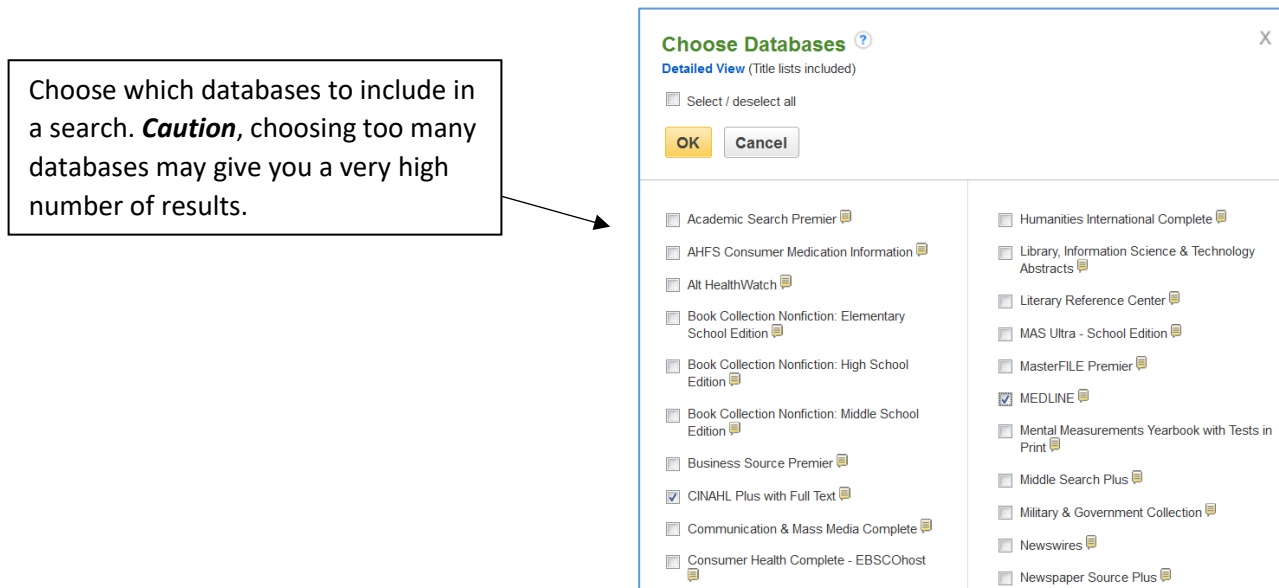 Choose which databases to include in
a search. Caution, choosing too many
databases may give you a very high
number of results.
Choose Databases ?
X
Detailed View (Title lists included)
Select / deselect all
OK Cancel
Academic Search Premier
AHFS Consumer Medication Information
Alt HealthWatch
Book Collection Nonfiction: Elementary
School Edition
Book Collection Nonfiction: High School
Edition
Book Collection Nonfiction: Middle School
Edition
Business Source Premier
CINAHL Plus with Full Text
Communication & Mass Media Complete
Consumer Health Complete - EBSCOhost
Humanities International Complete
Library, Information Science & Technology
Abstracts
Literary Reference Center
MAS Ultra - School Edition
MasterFILE Premier
MEDLINE
Mental Measurements Yearbook with Tests in
Print
Middle Search Plus
Military & Government Collection
Newswires
Newspaper Source Plus